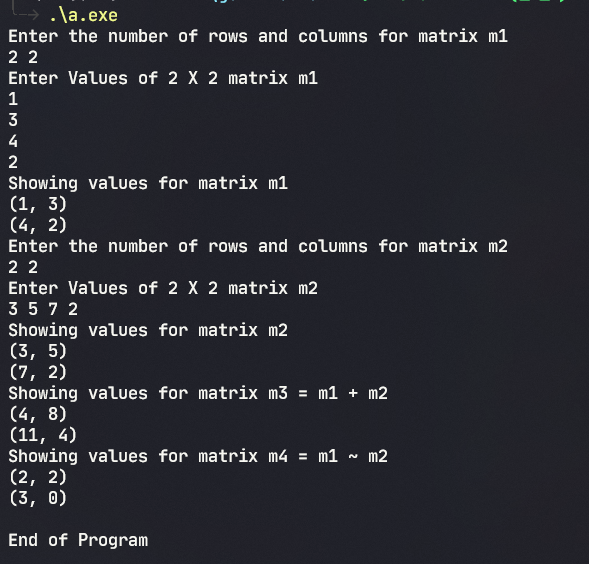 .\a.exe
Enter the number of rows and columns for matrix m1
2 2
Enter Values of 2 X 2 matrix m1
1
3
4
2
Showing values for matrix m1
(1, 3)
(4, 2)
Enter the number of rows and columns for matrix m2
2 2
Enter Values of 2 X 2 matrix m2
3 5 7 2
Showing values for matrix m2
(3, 5)
(7, 2)
Showing values for matrix m3 = m1 + m2
(4, 8)
(11, 4)
Showing values for matrix m4 = m1 ~ m2
(2, 2)
(3, 0)
End of Program